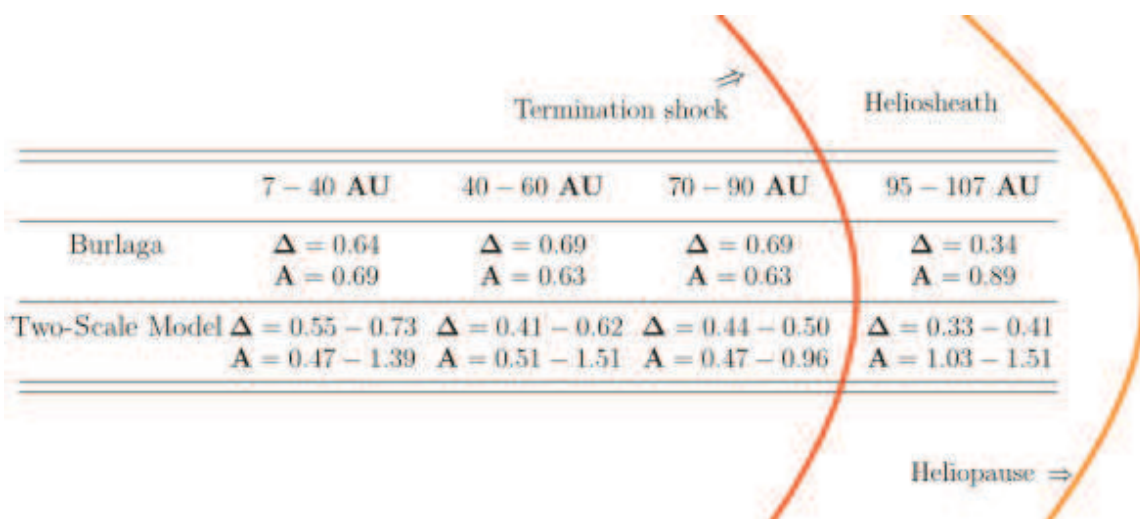 ⇒
Termination shock
Heliosheath
7 – 40 AU 40 – 60 AU 70 – 90 AU 95 – 107 AU
Burlaga Δ = 0.64 Δ = 0.69 Δ = 0.69 Δ = 0.34
A = 0.69 A = 0.63 A = 0.63 A = 0.89
Two-Scale Model Δ = 0.55 – 0.73 Δ = 0.41 – 0.62 Δ = 0.44 – 0.50 Δ = 0.33 – 0.41
A = 0.47 – 1.39 A = 0.51 – 1.51 A = 0.47 – 0.96 A = 1.03 – 1.51
Heliopause ⇒